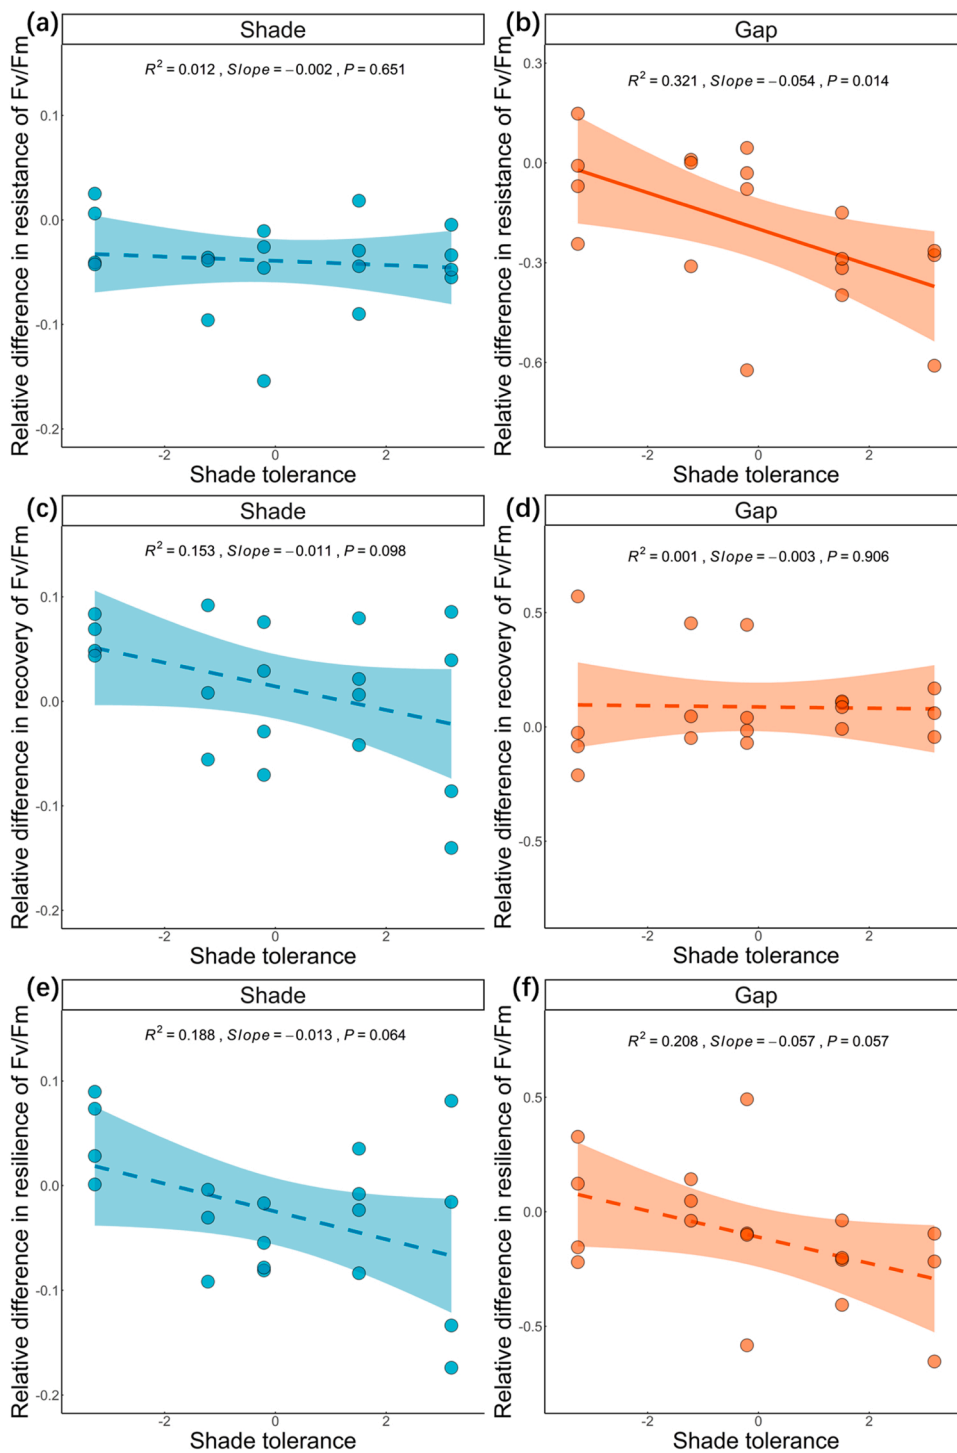 (a) Shade
R² = 0.012 , Slope = −0.002 , P = 0.651
Relative difference in resistance of Fv/Fm
0.1
0.0
-0.1
-0.2
-2 0 2
Shade tolerance
(b) Gap
R² = 0.321 , Slope = −0.054 , P = 0.014
Relative difference in resistance of Fv/Fm
0.3
0.0
-0.3
-0.6
-2 0 2
Shade tolerance
(c) Shade
R² = 0.153 , Slope = −0.011 , P = 0.098
Relative difference in recovery of Fv/Fm
0.1
0.0
-0.1
-0.2
-2 0 2
Shade tolerance
(d) Gap
R² = 0.001 , Slope = −0.003 , P = 0.906
Relative difference in recovery of Fv/Fm
0.5
0.0
-0.5
-2 0 2
Shade tolerance
(e) Shade
R² = 0.188 , Slope = −0.013 , P = 0.064
Relative difference in resilience of Fv/Fm
0.1
0.0
-0.1
-0.2
-2 0 2
Shade tolerance
(f) Gap
R² = 0.208 , Slope = −0.057 , P = 0.057
Relative difference in resilience of Fv/Fm
0.5
0.0
-0.5
-2 0 2
Shade tolerance